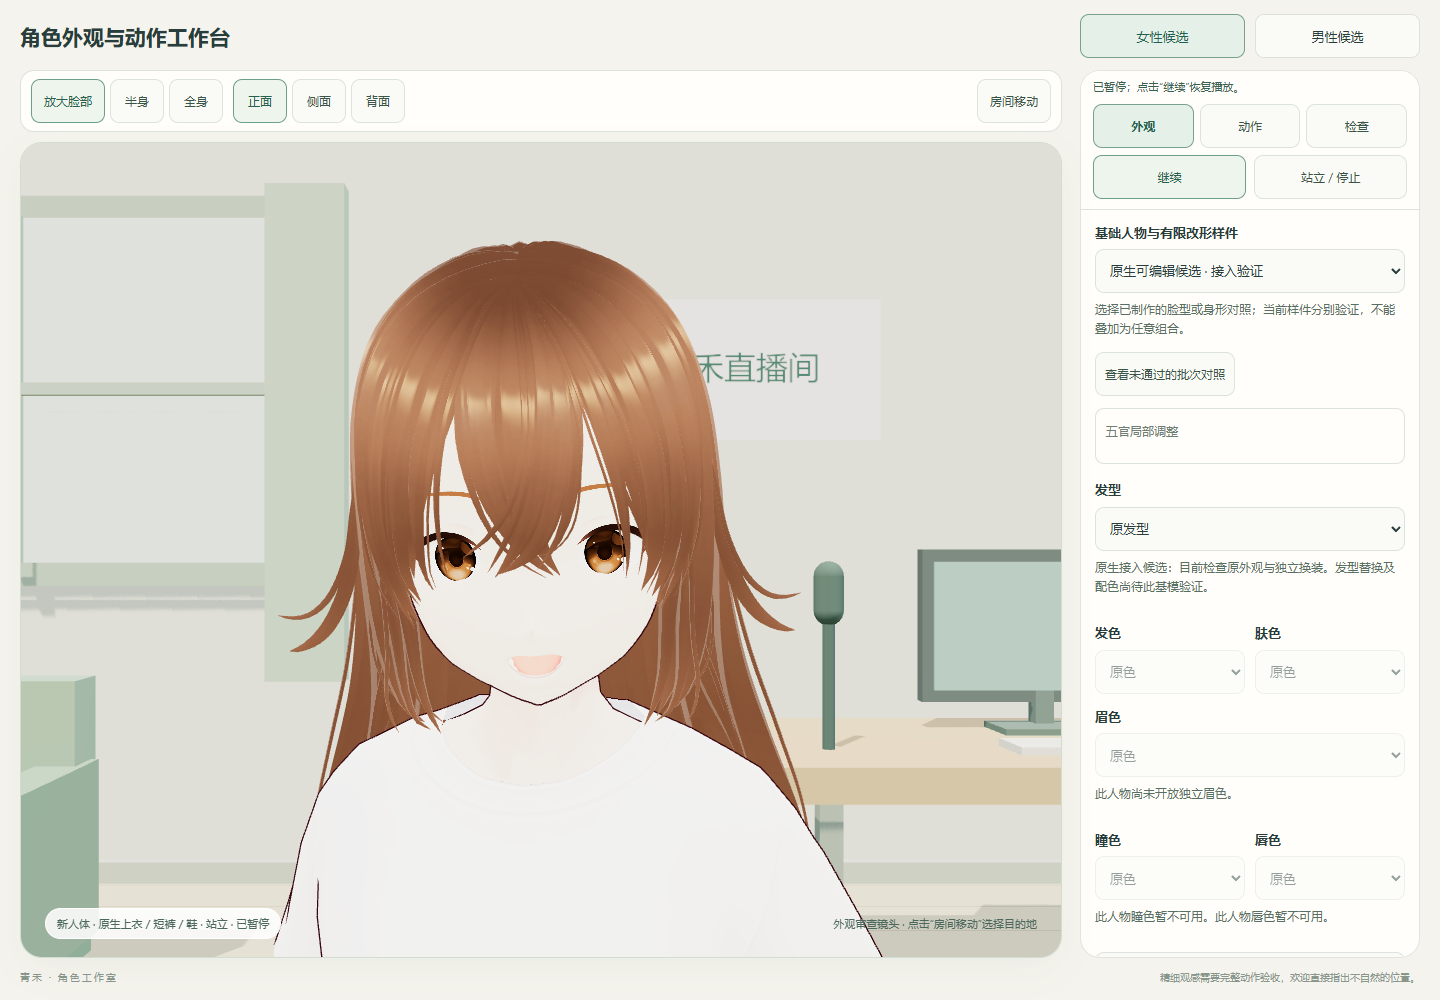 角色外观与动作工作台
女性候选
男性候选
放大脸部
半身
全身
正面
侧面
背面
房间移动
已暂停；点击“继续”恢复播放。
外观
动作
检查
继续
站立 / 停止
基础人物与有限改形样件
原生可编辑候选 · 接入验证
选择已制作的脸型或身形对照；当前样件分别验证，不能
叠加为任意组合。
查看未通过的批次对照
五官局部调整
发型
原发型
原生接入候选：目前检查原外观与独立换装。发型替换及
配色尚待此基模验证。
发色
肤色
原色
原色
眉色
原色
此人物尚未开放独立眉色。
瞳色
唇色
原色
原色
此人物瞳色暂不可用。此人物唇色暂不可用。
禾直播间
新人体 · 原生上衣 / 短裤 / 鞋 · 站立 · 已暂停
外观审查镜头 · 点击“房间移动”选择目的地
青禾 · 角色工作室
精细观感需要完整动作验收，欢迎直接指出不自然的位置。